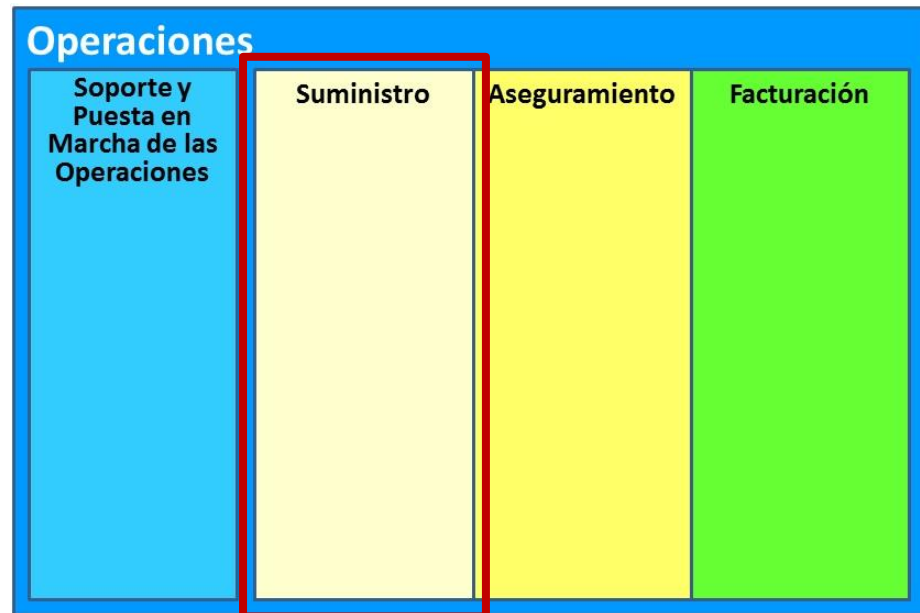 Operaciones
Soporte y
Puesta en
Marcha de las
Operaciones
Suministro
Aseguramiento
Facturación